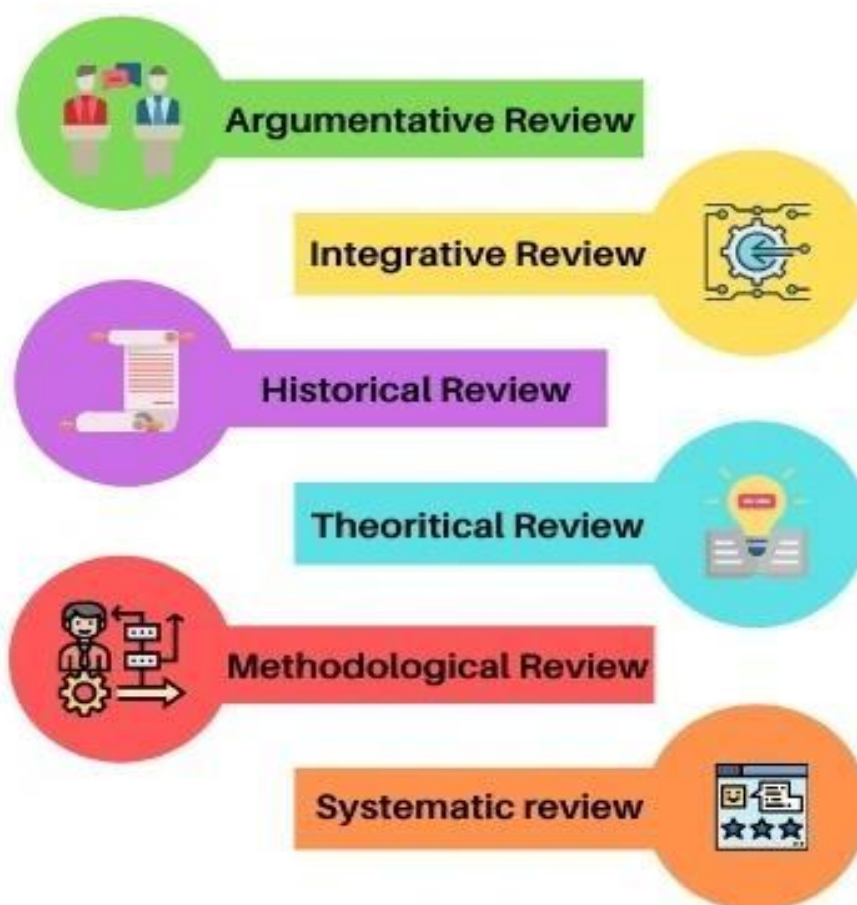 Argumentative Review
Integrative Review
Historical Review
Theoritical Review
Methodological Review
Systematic review